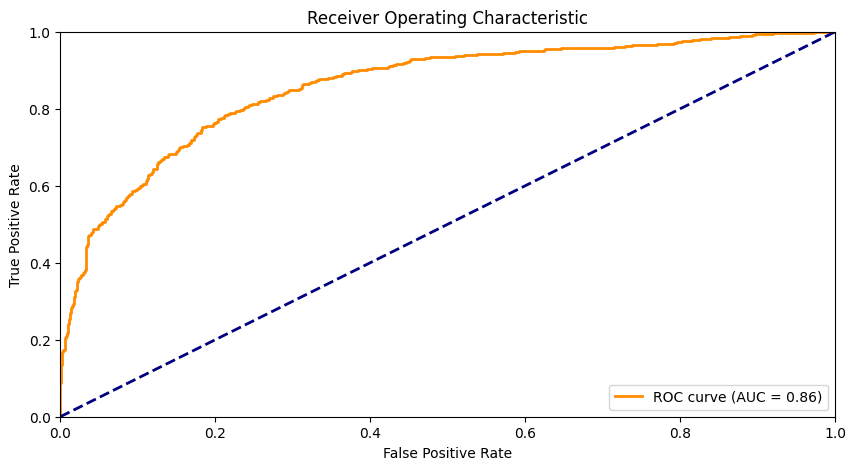 Receiver Operating Characteristic
True Positive Rate
1.0
0.8
0.6
0.4
0.2
0.0
ROC curve (AUC = 0.86)
0.0 0.2 0.4 0.6 0.8 1.0
False Positive Rate